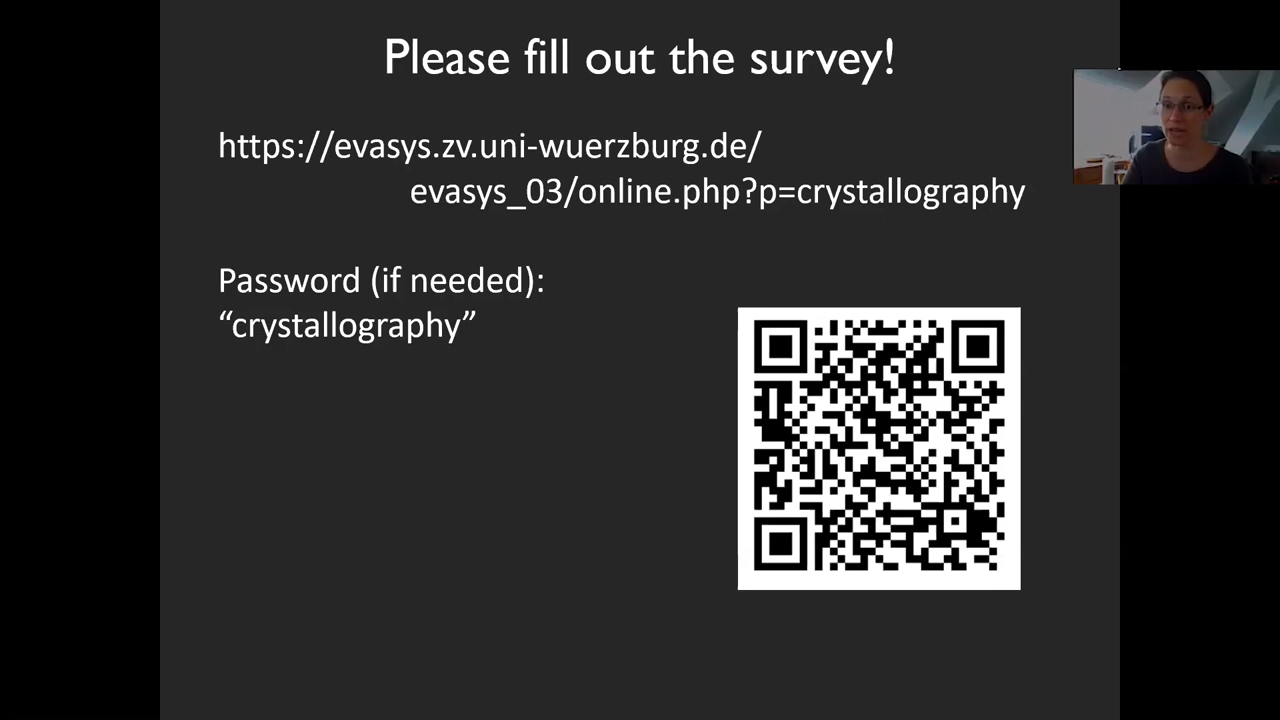 Please fill out the survey!
https://evasys.zv.uni-wuerzburg.de/
evasys_03/online.php?p=crystallography
Password (if needed):
“crystallography”